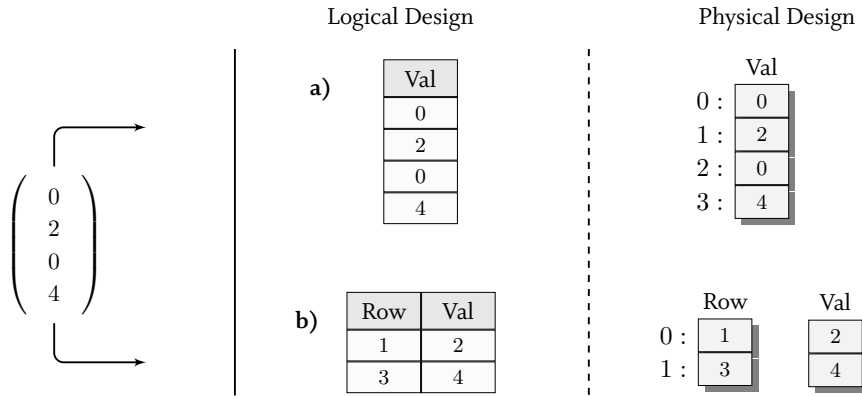 Logical Design
Physical Design
0
2
0
4
a)
Val
0
2
0
4
Val
0 : 0
1 : 2
2 : 0
3 : 4
b)
Row Val
1 2
3 4
Row Val
0 : 1 2
1 : 3 4